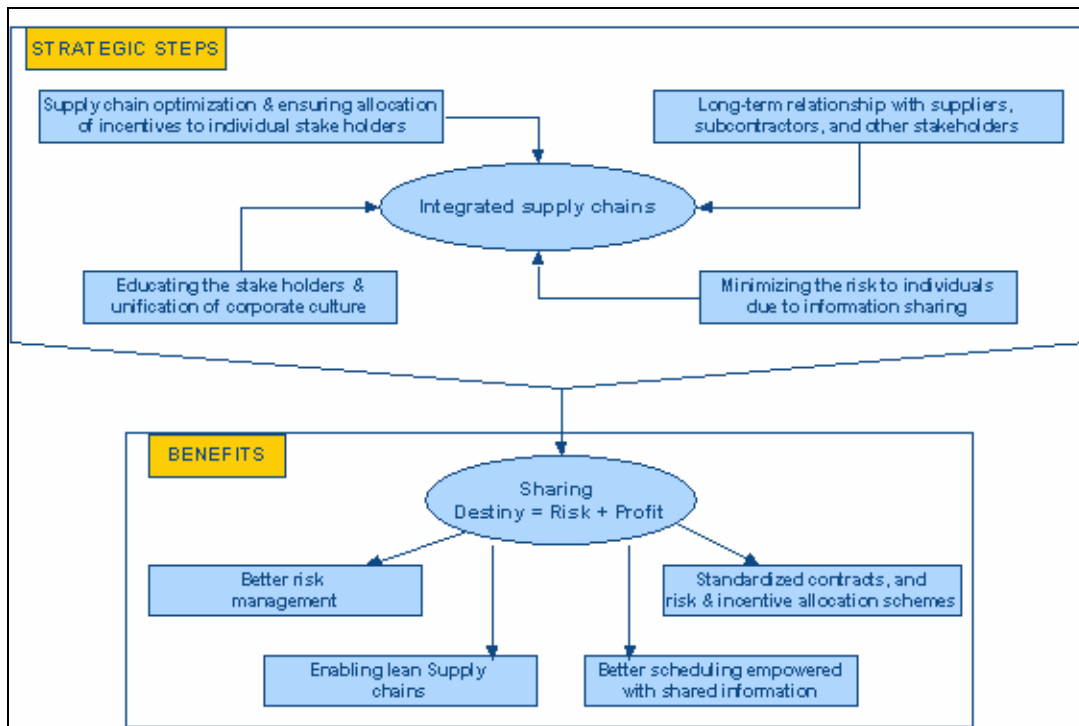 STRATEGIC STEPS
Supply chain optimization & ensuring allocation
of incentives to individual stake holders
Long-term relationship with suppliers,
subcontractors, and other stakeholders
Integrated supply chains
Educating the stake holders &
unification of corporate culture
Minimizing the risk to individuals
due to information sharing
BENEFITS
Sharing
Destiny = Risk + Profit
Better risk
management
Standardized contracts, and
risk & incentive allocation schemes
Enabling lean Supply
chains
Better scheduling empowered
with shared information